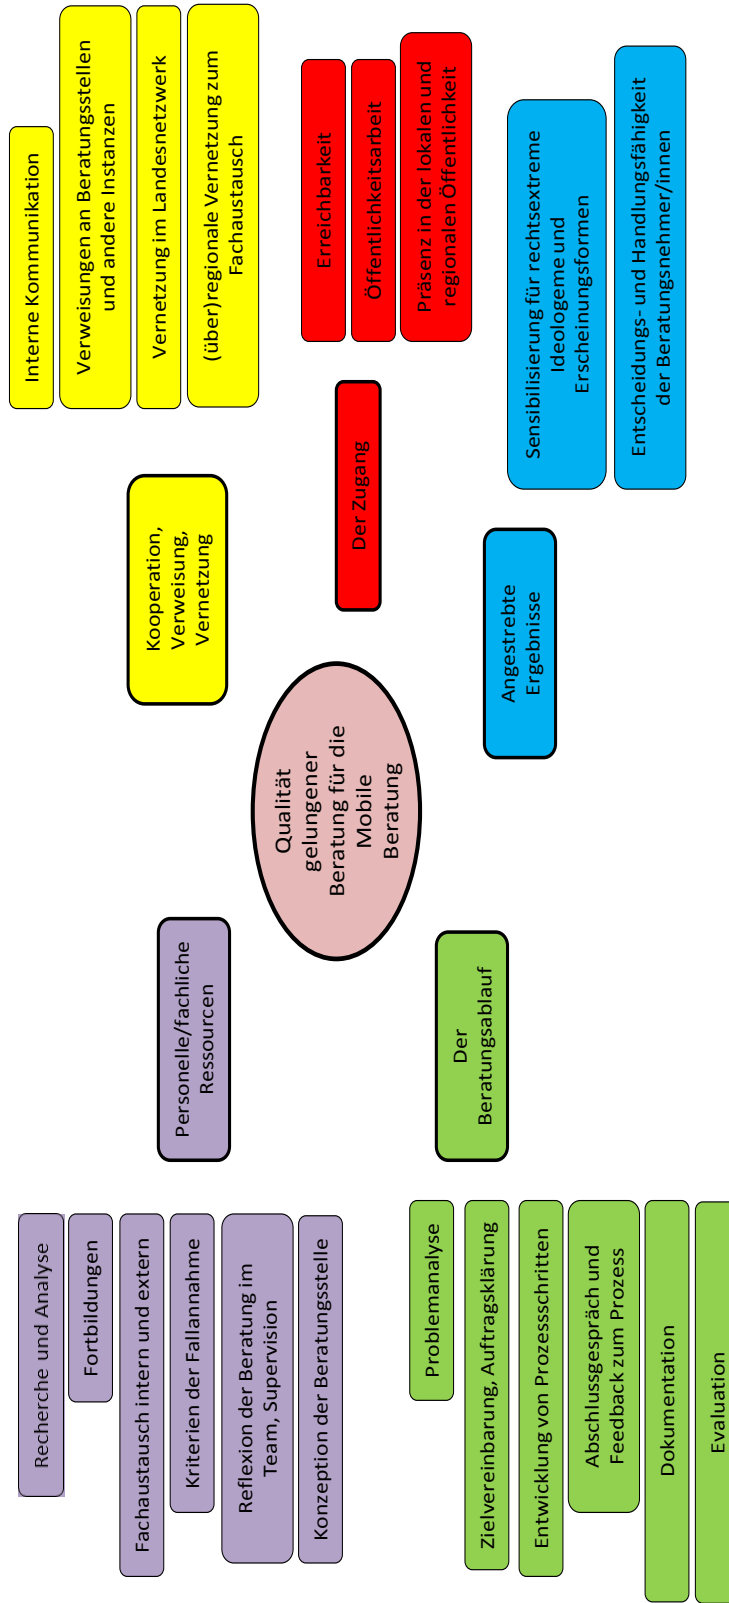 Recherche und Analyse
Fortbildungen
Fachaustausch intern und extern
Kriterien der Fallannahme
Reflexion der Beratung im
Team, Supervision
Konzeption der Beratungsstelle
Personelle/fachliche
Ressourcen
Kooperation,
Verweisung,
Vernetzung
Interne Kommunikation
Verweisungen an Beratungsstellen
und andere Instanzen
Vernetzung im Landesnetzwerk
(über)regionale Vernetzung zum
Fachaustausch
Qualität
gelungener
Beratung für die
Mobile
Beratung
Der Zugang
Erreichbarkeit
Öffentlichkeitsarbeit
Präsenz in der lokalen und
regionalen Öffentlichkeit
Problemanalyse
Zielvereinbarung, Auftragsklärung
Entwicklung von Prozessschritten
Abschlussgespräch und
Feedback zum Prozess
Dokumentation
Evaluation
Der
Beratungsablauf
Angestrebte
Ergebnisse
Sensibilisierung für rechtsextreme
Ideologeme und
Erscheinungsformen
Entscheidungs- und Handlungsfähigkeit
der Beratungsnehmer/innen